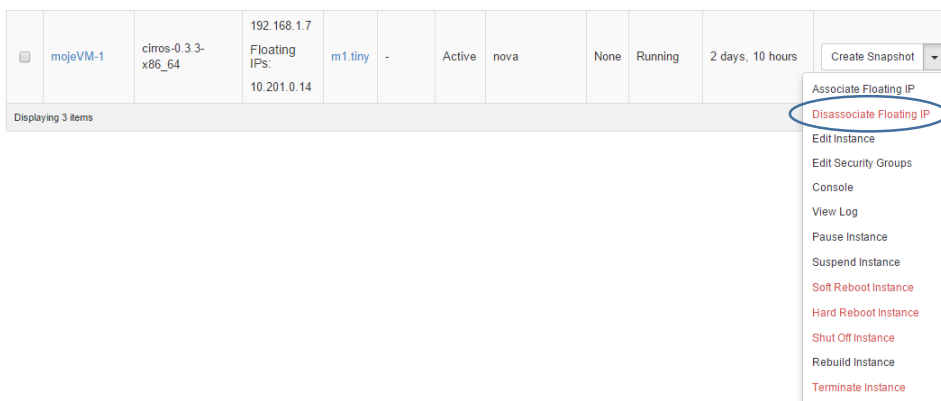 192.168.1.7
mojeVM-1
cirros-0.3.3-
x86_64
Floating
IPs:
10.201.0.14
m1.tiny
-
Active
nova
None
Running
2 days, 10 hours
Create Snapshot
Displaying 3 items
Associate Floating IP
Disassociate Floating IP
Edit Instance
Edit Security Groups
Console
View Log
Pause Instance
Suspend Instance
Soft Reboot Instance
Hard Reboot Instance
Shut Off Instance
Rebuild Instance
Terminate Instance